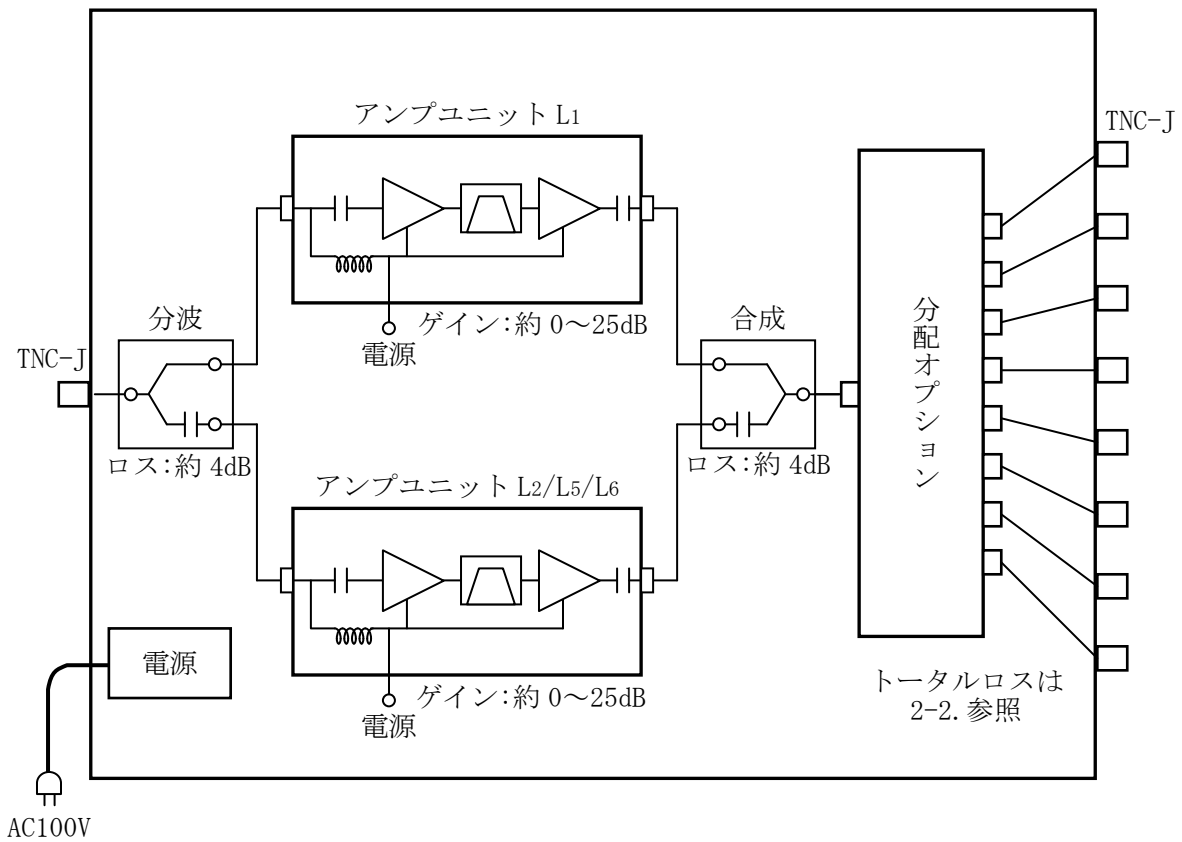 アンプユニット L1
TNC-J
分波
ゲイン:約 0～25dB
電源
合成
TNC-J
ロス:約 4dB
ロス:約 4dB
分配オプション
アンプユニット L2/L5/L6
電源
ゲイン:約 0～25dB
電源
トータルロスは
2-2.参照
AC100V